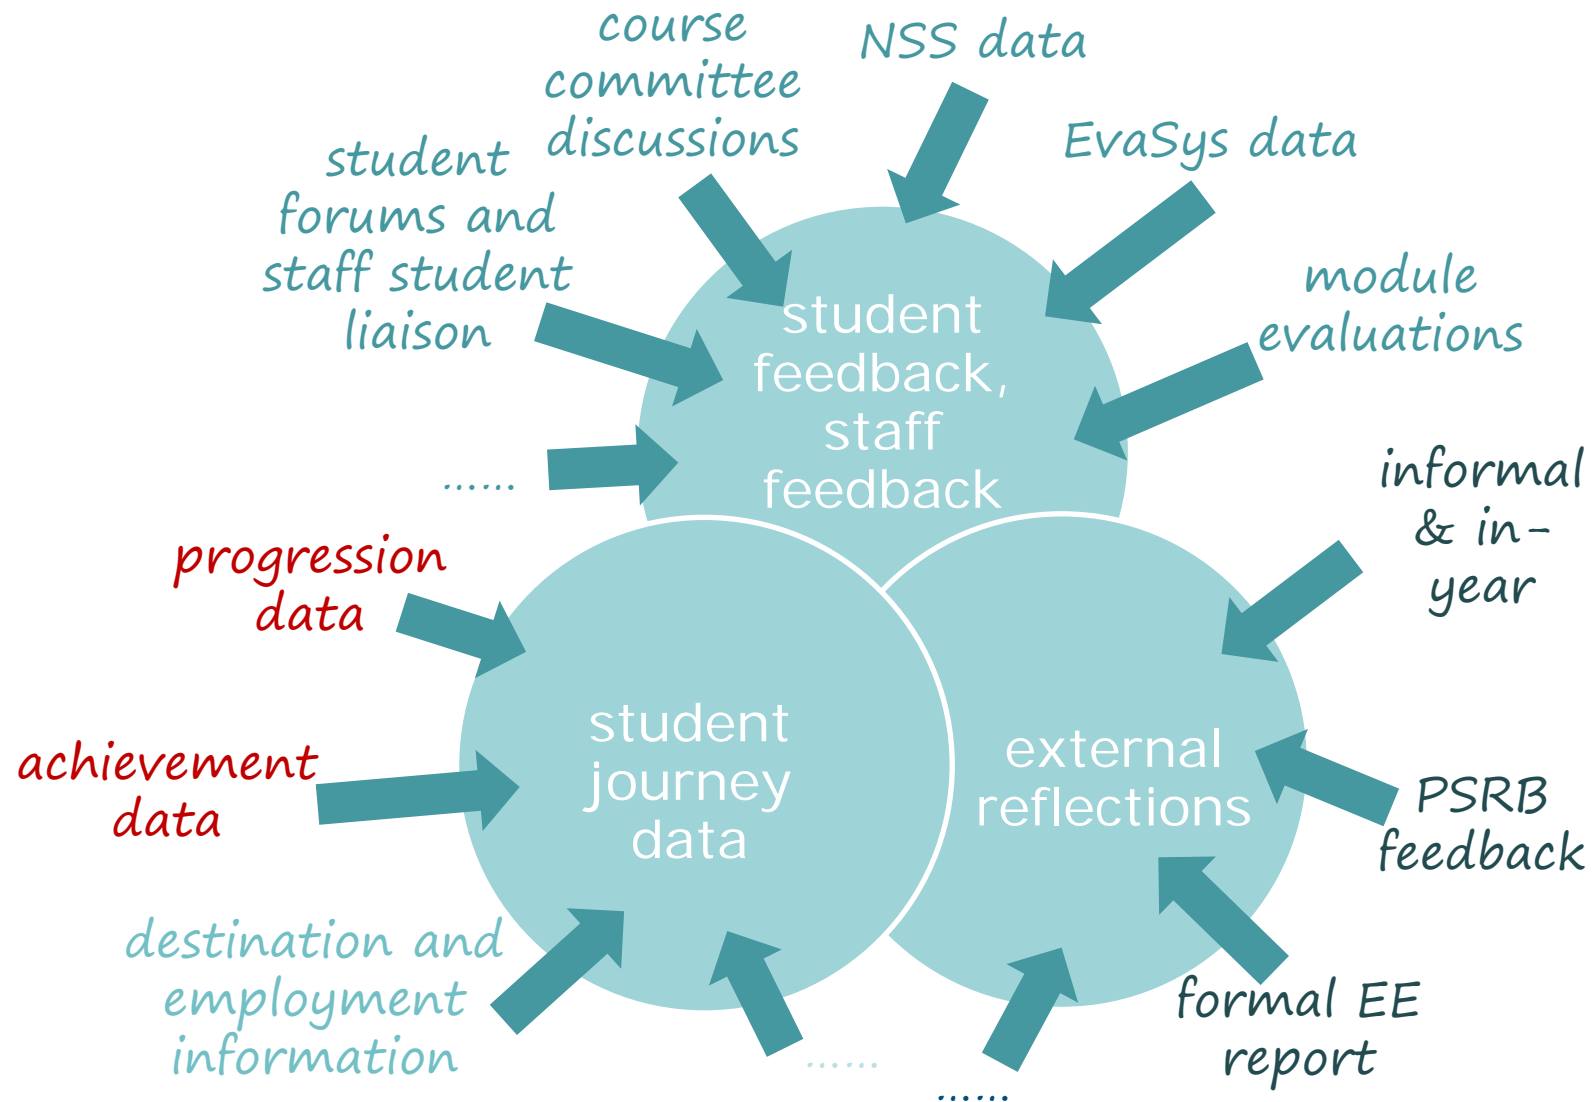 course
committee
discussions
NSS data
EvaSys data
student
forums and
staff student
liaison
module
evaluations
student
feedback,
staff
feedback
......
informal
& in-
year
progression
data
student
journey
data
external
reflections
achievement
data
PSRB
feedback
destination and
employment
information
formal EE
report
......
......